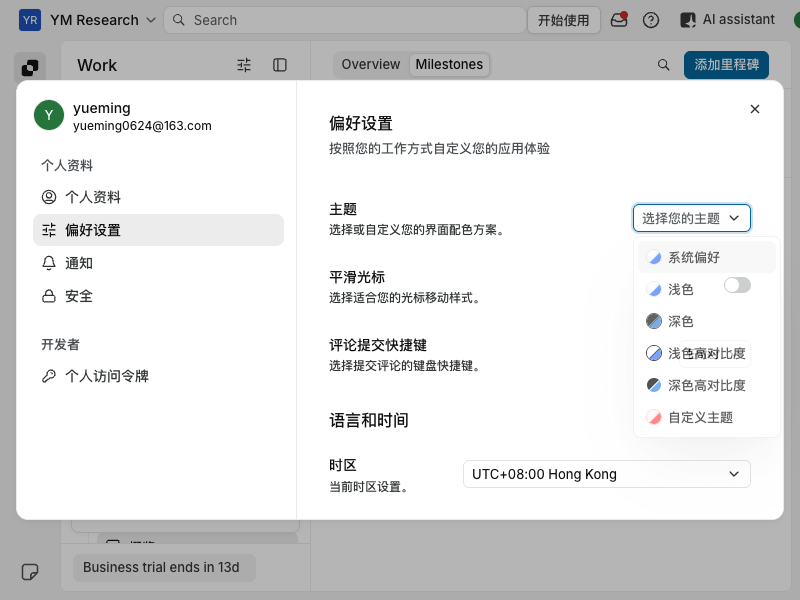 YR
YM Research
Search
开始使用
AI assistant
Work
Overview
Milestones
添加里程碑
Y
yueming
yueming0624@163.com
个人资料
个人资料
偏好设置
通知
安全
开发者
个人访问令牌
偏好设置
按照您的工作方式自定义您的应用体验
主题
选择或自定义您的界面配色方案。
选择您的主题
系统偏好
浅色
深色
浅色高对比度
深色高对比度
自定义主题
平滑光标
选择适合您的光标移动样式。
评论提交快捷键
选择提交评论的键盘快捷键。
语言和时间
时区
当前时区设置。
UTC+08:00 Hong Kong
Business trial ends in 13d